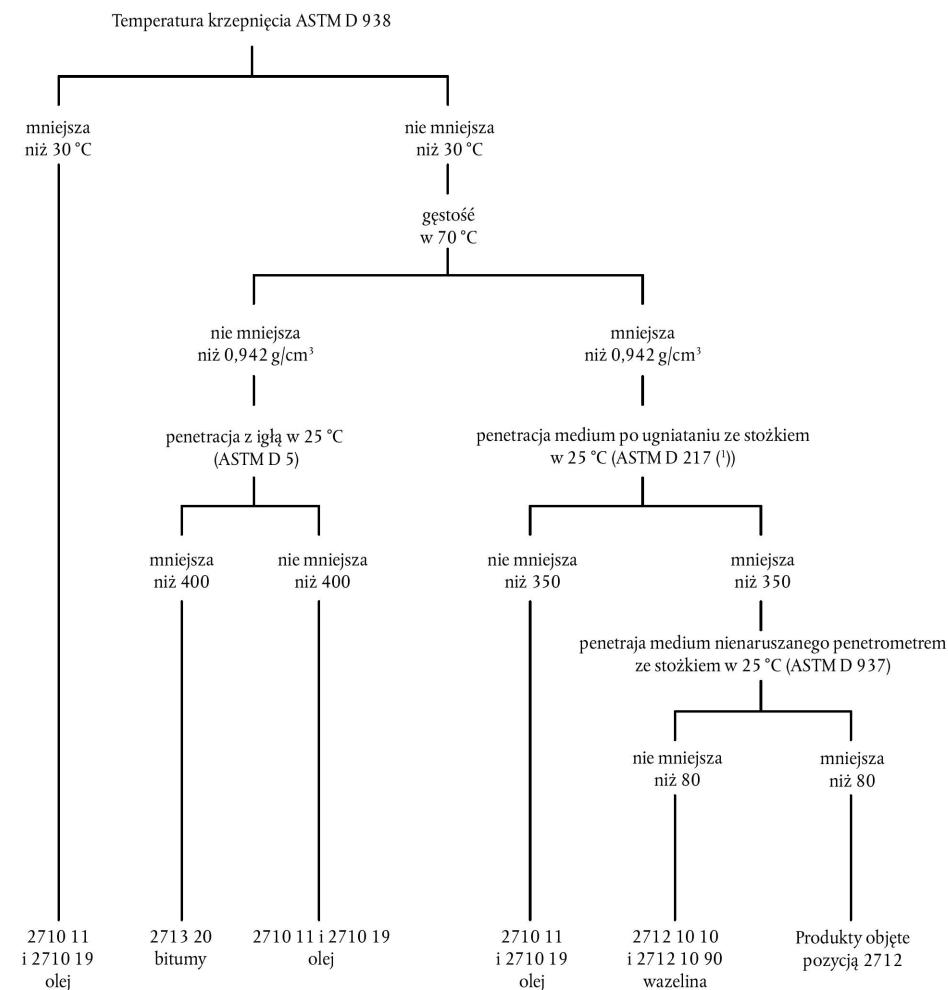 Temperatura krzepnięcia ASTM D 938
mniejsza
niż 30 °C
nie mniejsza
niż 30 °C
gęstość
w 70 °C
nie mniejsza
niż 0,942 g/cm³
mniejsza
niż 0,942 g/cm³
penetracja z igłą w 25 °C
(ASTM D 5)
penetracja medium po ugniataniu ze stożkiem
w 25 °C (ASTM D 217 (¹))
mniejsza
niż 400
nie mniejsza
niż 400
nie mniejsza
niż 350
mniejsza
niż 350
penetraja medium nienaruszanego penetrometrem
ze stożkiem w 25 °C (ASTM D 937)
nie mniejsza
niż 80
mniejsza
niż 80
2710 11
i 2710 19
olej
2713 20
bitumy
2710 11 i 2710 19
olej
2710 11
i 2710 19
olej
2712 10 10
i 2712 10 90
wazelina
Produkty objęte
pozycją 2712